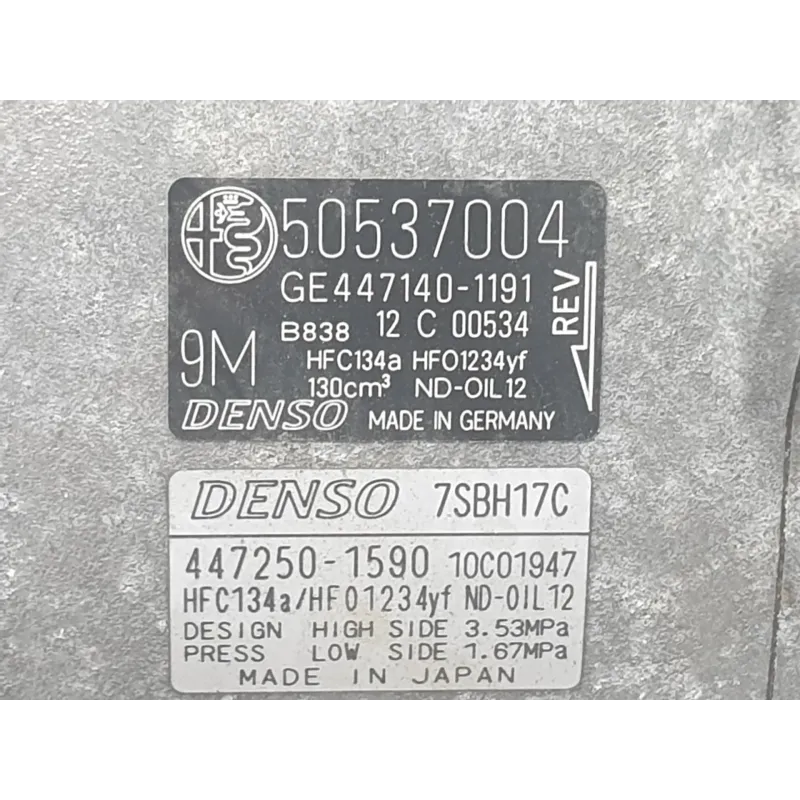 50537004
GE447140-1191
B838 12 C 00534
9M
HFC134a HFO1234yf
130cm³ ND-OIL12
REV
DENSO MADE IN GERMANY
DENSO 7SBH17C
447250-1590 10C01947
HFC134a/HFO1234yf ND-OIL12
DESIGN HIGH SIDE 3.53MPa
PRESS LOW SIDE 1.67MPa
MADE IN JAPAN